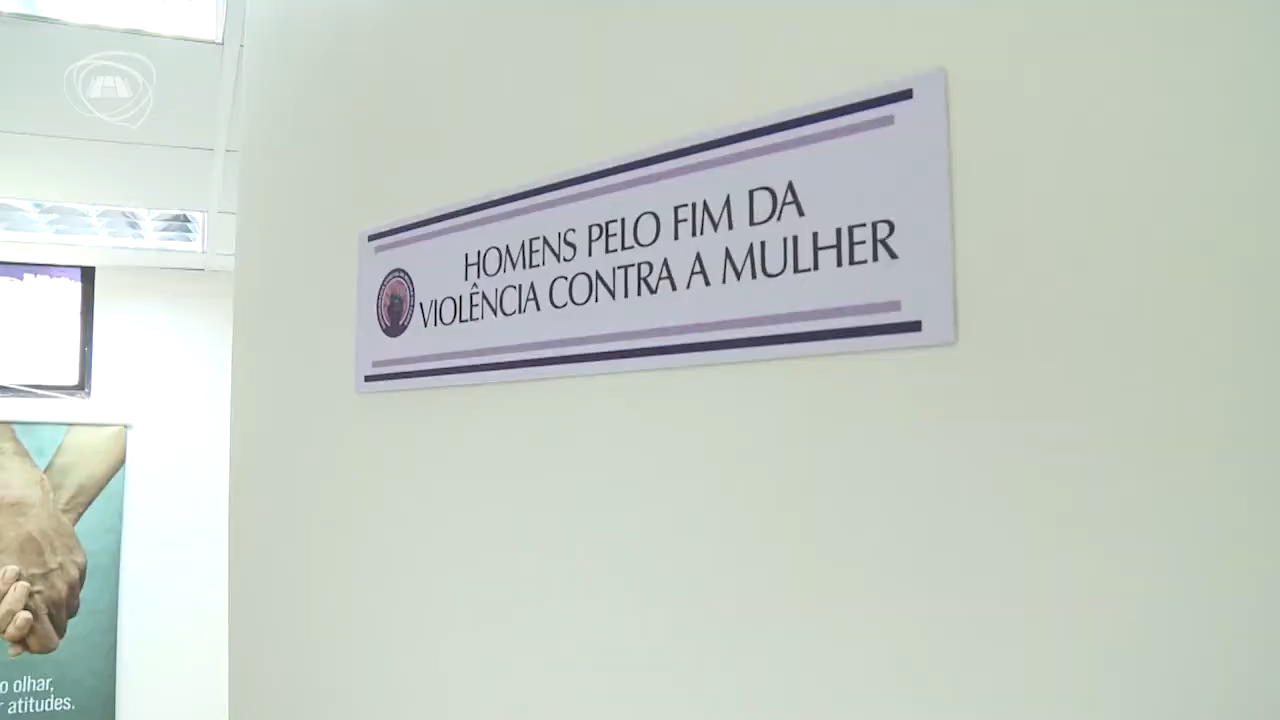 HOMENS PELO FIM DA
VIOLÊNCIA CONTRA A MULHER
olhar,
atitudes.